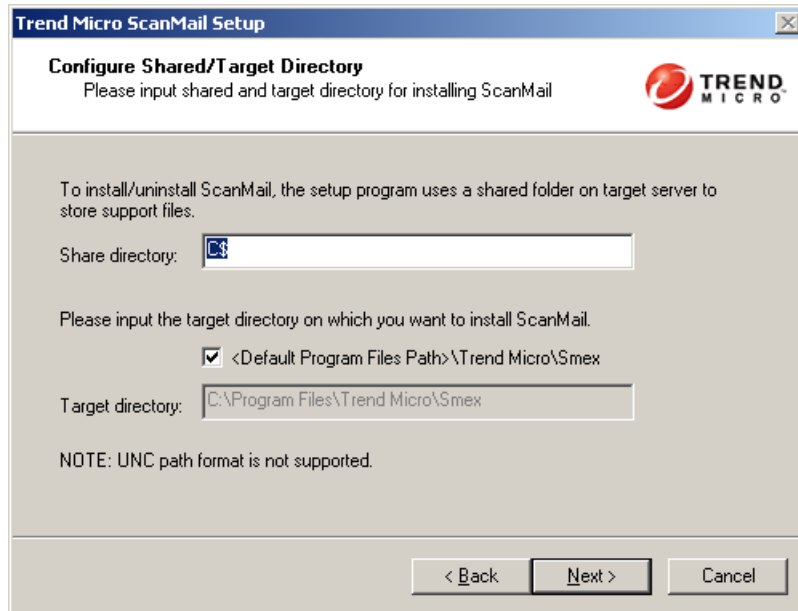 Trend Micro ScanMail Setup
Configure Shared/Target Directory
Please input shared and target directory for installing ScanMail
TREND
MICRO™
To install/uninstall ScanMail, the setup program uses a shared folder on target server to
store support files.
Share directory: C$
Please input the target directory on which you want to install ScanMail.
<Default Program Files Path>\Trend Micro\Smex
Target directory: C:\Program Files\Trend Micro\Smex
NOTE: UNC path format is not supported.
< Back Next > Cancel